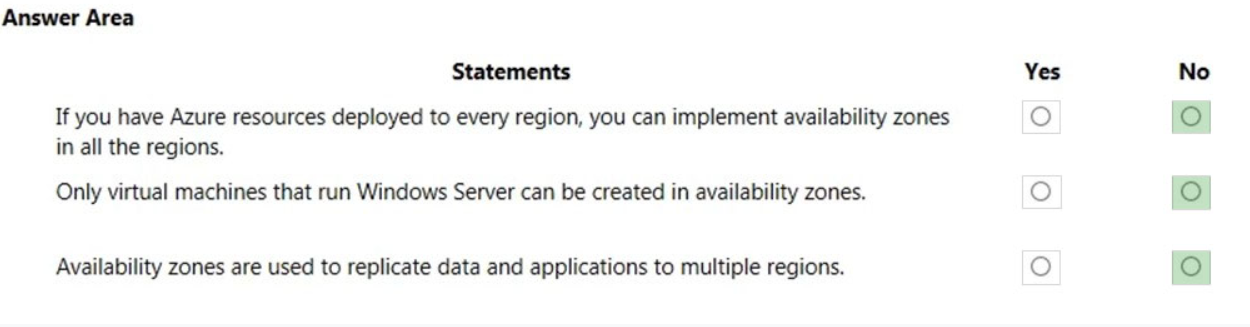 Answer Area
Statements Yes No
If you have Azure resources deployed to every region, you can implement availability zones
in all the regions.
Only virtual machines that run Windows Server can be created in availability zones.
Availability zones are used to replicate data and applications to multiple regions.